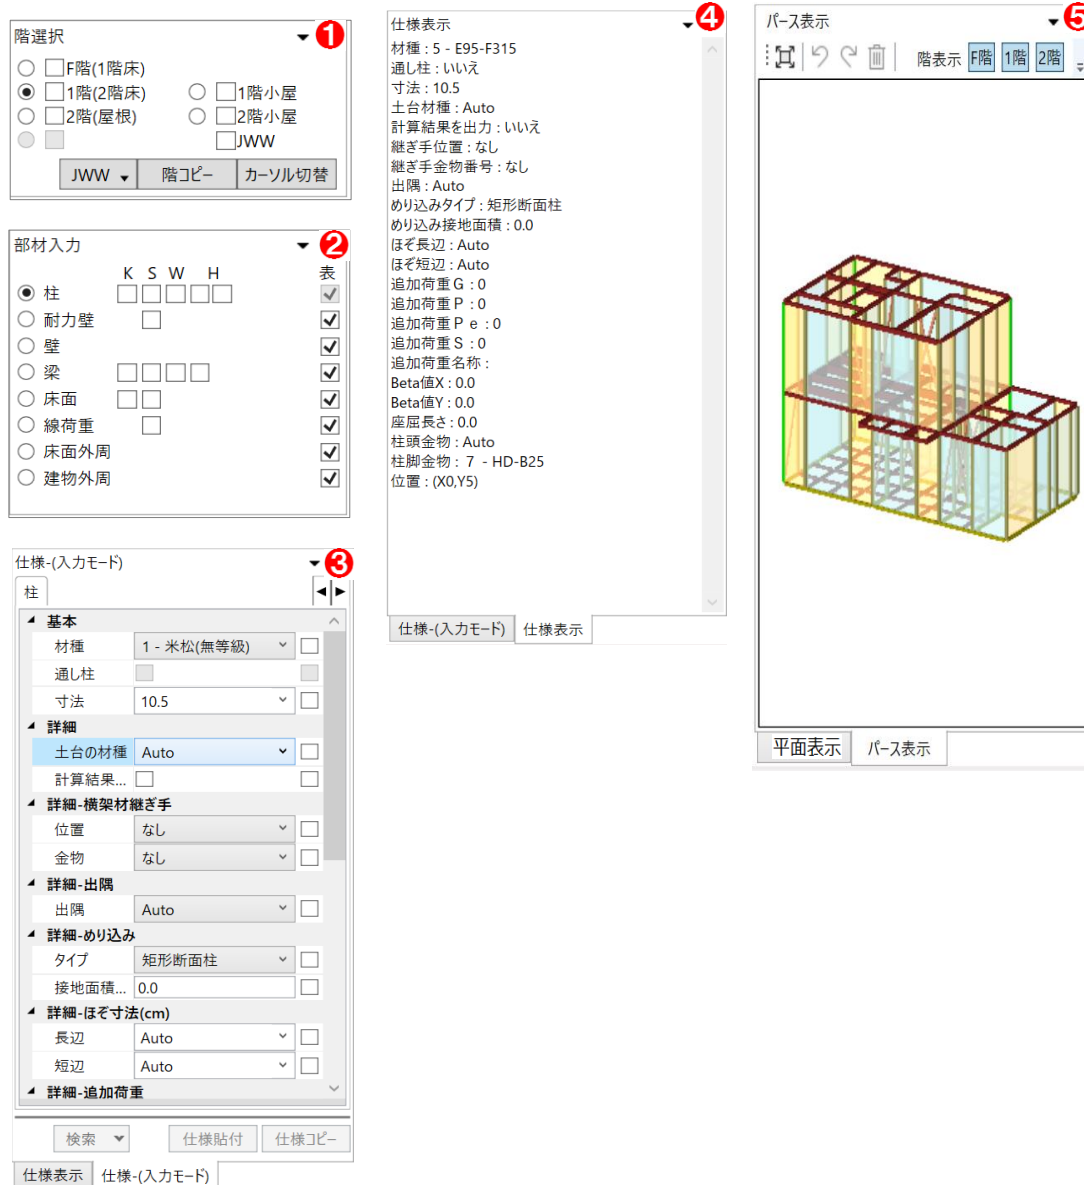 階選択
1
F階(1階床)
1階(2階床)
1階小屋
2階(屋根)
2階小屋
JWW
JWW
階コピー
カーソル切替
部材入力
2
K S W H 表
柱
耐力壁
壁
梁
床面
線荷重
床面外周
建物外周
仕様-(入力モード)
3
柱
基本
材種 1 - 米松(無等級)
通し柱
寸法 10.5
詳細
土台の材種 Auto
計算結果...
詳細-横架材継ぎ手
位置 なし
金物 なし
詳細-出隅
出隅 Auto
詳細-めり込み
タイプ 矩形断面柱
接地面積... 0.0
詳細-ほぞ寸法(cm)
長辺 Auto
短辺 Auto
詳細-追加荷重
検索
仕様貼付
仕様コピー
仕様表示
仕様-(入力モード)
仕様表示
4
材種 : 5 - E95-F315
通し柱 : いいえ
寸法 : 10.5
土台材種 : Auto
計算結果を出力 : いいえ
継ぎ手位置 : なし
継ぎ手金物番号 : なし
出隅 : Auto
めり込みタイプ : 矩形断面柱
めり込み接地面積 : 0.0
ほぞ長辺 : Auto
ほぞ短辺 : Auto
追加荷重Ｇ : 0
追加荷重Ｐ : 0
追加荷重Ｐｅ : 0
追加荷重Ｓ : 0
追加荷重名称 :
Beta値X : 0.0
Beta値Y : 0.0
座屈長さ : 0.0
柱頭金物 : Auto
柱脚金物 : ７ - HD-B25
位置 : (X0,Y5)
仕様-(入力モード)
仕様表示
パース表示
5
階表示 F階 1階 2階
平面表示
パース表示